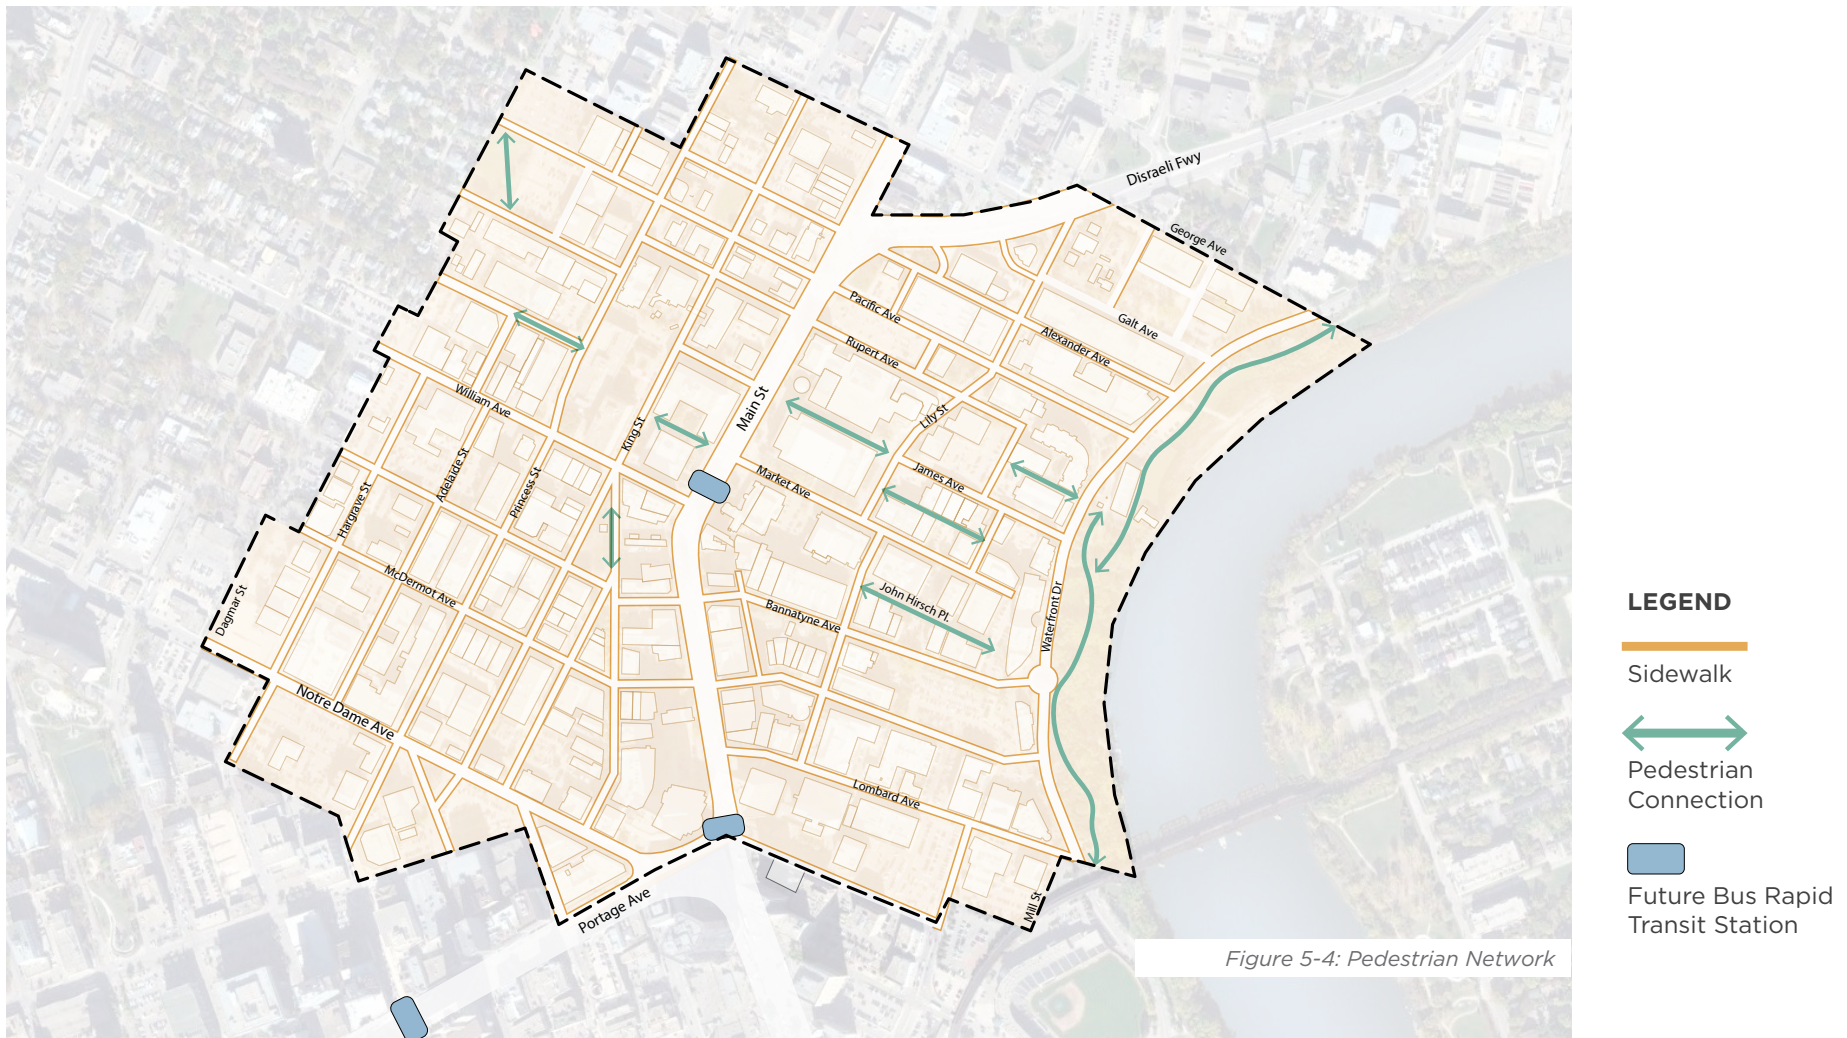 Disraeli Fwy
George Ave
Pacific Ave
Galt Ave
Alexander Ave
Rupert Ave
William Ave
King St
Main St
Lily St
Market Ave
James Ave
Adelaide St
Princess St
Hargrave St
McDermot Ave
Dagmar St
John Hirsch Pl.
Bannatyne Ave
Waterfront Dr
Notre Dame Ave
Lombard Ave
Portage Ave
Mill St
Figure 5-4: Pedestrian Network
LEGEND
Sidewalk
Pedestrian
Connection
Future Bus Rapid
Transit Station